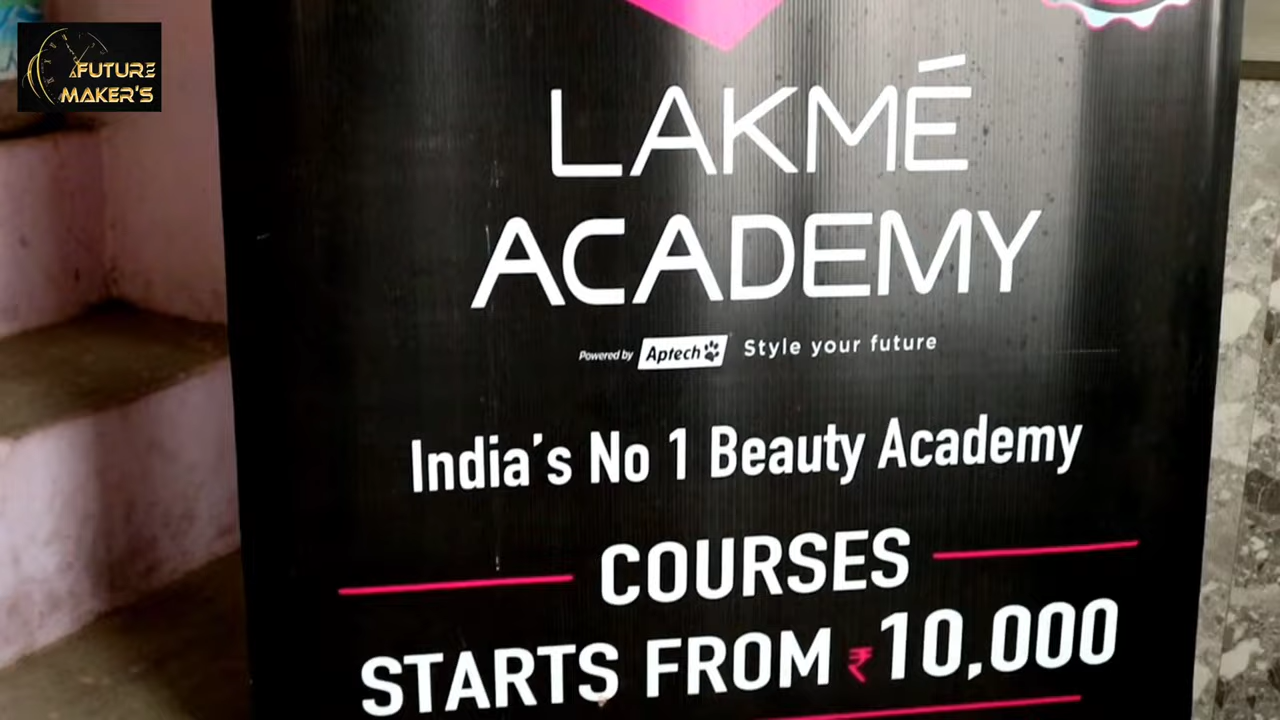 FUTURE
MAKER'S
LAKMÉ
ACADEMY
Powered by Aptech Style your future
India's No 1 Beauty Academy
COURSES
STARTS FROM ₹10,000